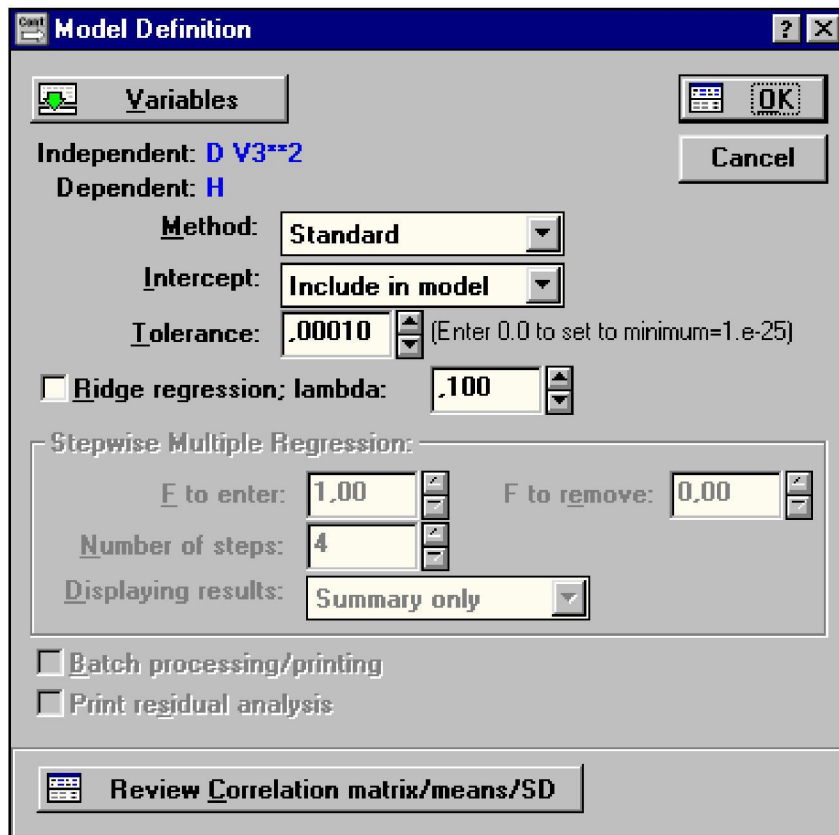 Cont
Model Definition
? X
Variables
OK
Independent: D V3**2
Cancel
Dependent: H
Method: Standard
Intercept: Include in model
Tolerance: ,00010 (Enter 0.0 to set to minimum=1.e-25)
Ridge regression; lambda: ,100
Stepwise Multiple Regression:
F to enter: 1,00 F to remove: 0,00
Number of steps: 4
Displaying results: Summary only
Batch processing/printing
Print residual analysis
Review Correlation matrix/means/SD